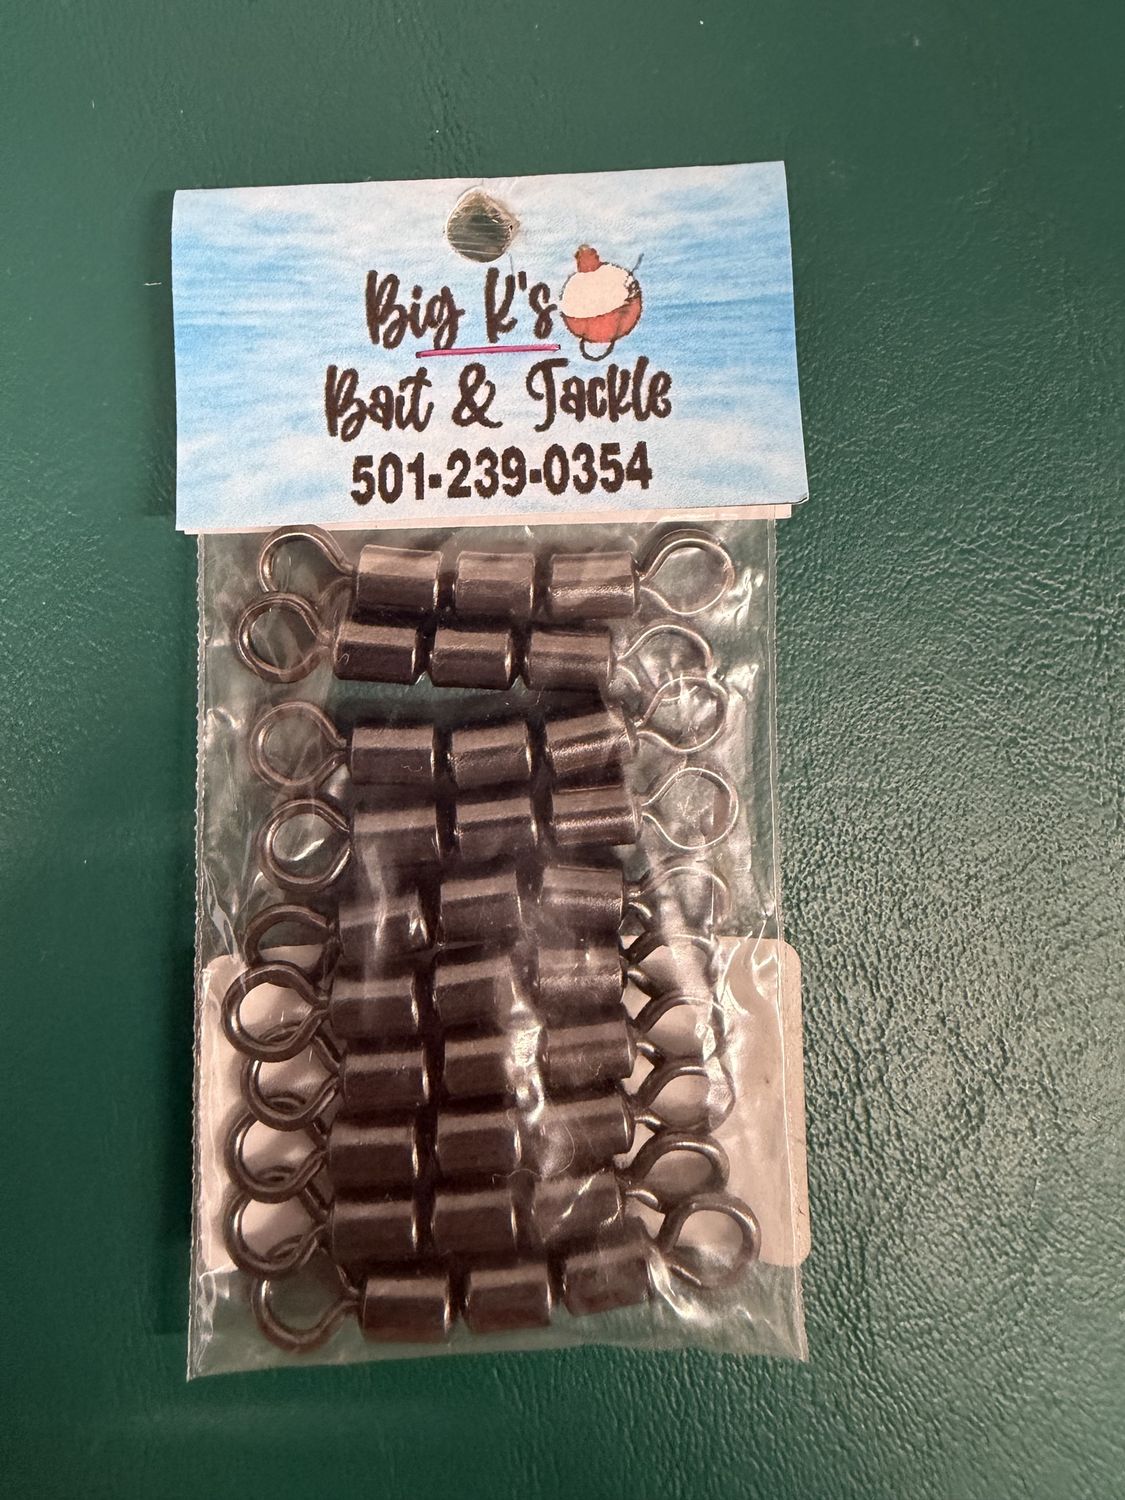 Big K's
Bait & Tackle
501-239-0354